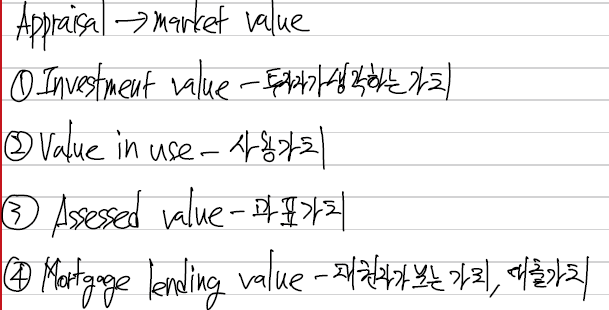 Appraisal → market value
① Investment value - 투자자가 생각하는 가치
② Value in use - 사용가치
③ Assessed value - 과표가치
④ Mortgage lending value - 채권자가 보는 가치, 대출가치